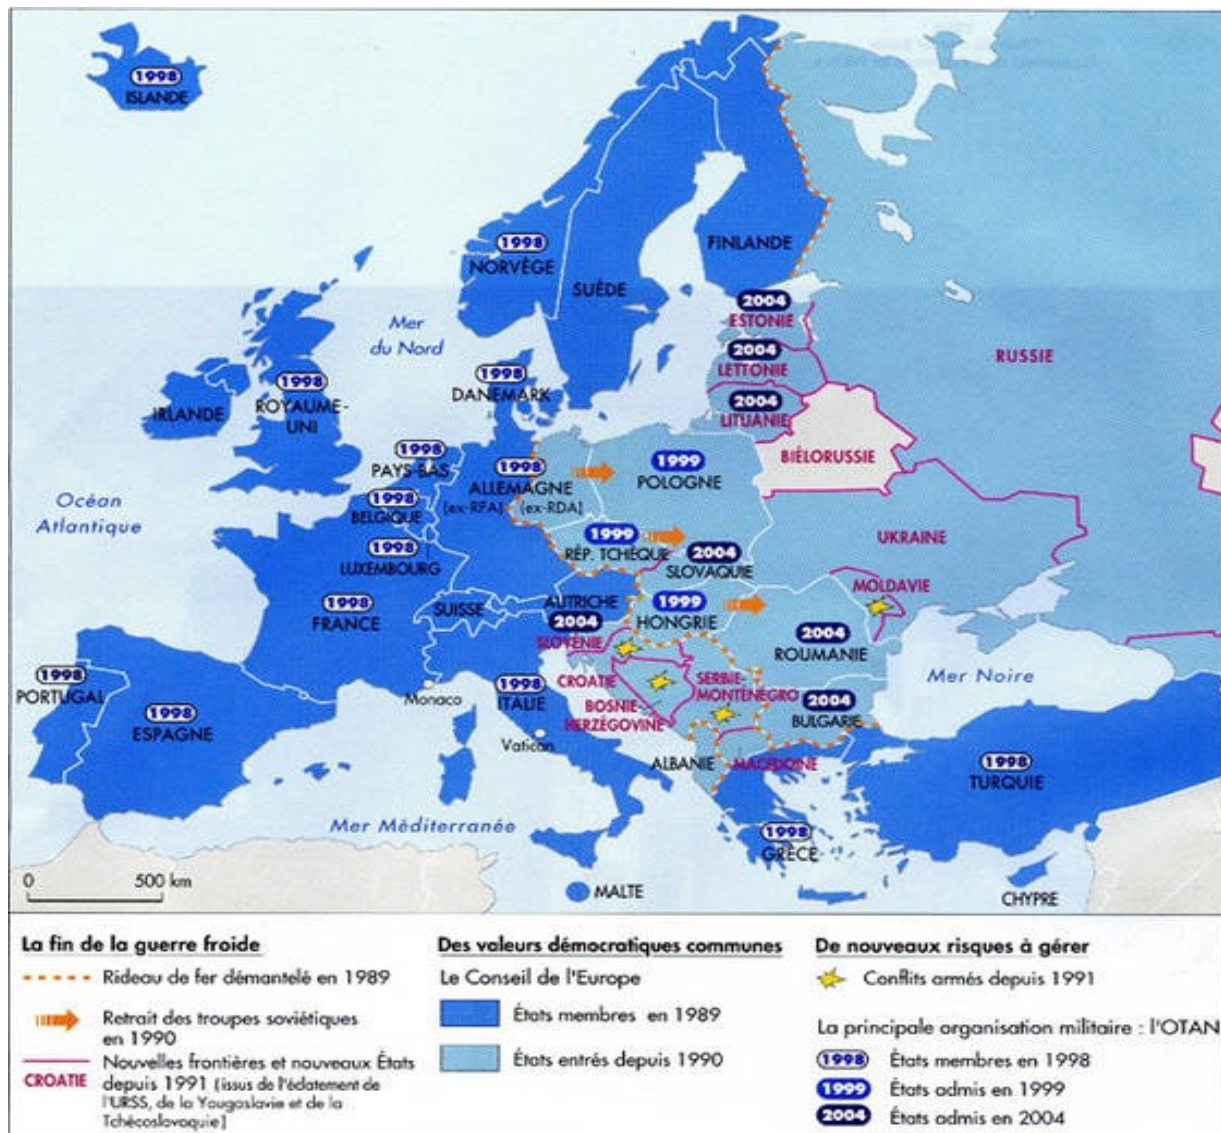 1998
ISLANDE
1998
NORVÈGE
FINLANDE
SUÈDE
2004
ESTONIE
Mer
du Nord
2004
LETTONIE
RUSSIE
1998
DANEMARK
1998
ROYAUME-
UNI
IRLANDE
2004
LITUANIE
BIÉLORUSSIE
1998
PAYS-BAS
1998
ALLEMAGNE
(ex-RFA)
(ex-RDA)
1999
POLOGNE
Océan
Atlantique
1998
BELGIQUE
1998
LUXEMBOURG
1999
RÉP. TCHÈQUE
2004
SLOVAQUIE
UKRAINE
MOLDAVIE
1998
FRANCE
SUISSE
AUTRICHE
1999
HONGRIE
2004
SLOVÉNIE
2004
ROUMANIE
1998
PORTUGAL
1998
ESPAGNE
Monaco
1998
ITALIE
Vatican
CROATIE
BOSNIE-
HERZÉGOVINE
SERBIE-
MONTÉNÉGRO
2004
BULGARIE
Mer Noire
ALBANIE
MACÉDOINE
1998
TURQUIE
Mer Mèditerranée
1998
GRÈCE
0 500 km
MALTE
CHYPRE
La fin de la guerre froide
Rideau de fer démantelé en 1989
Retrait des troupes soviétiques
en 1990
CROATIE
Nouvelles frontières et nouveaux États
depuis 1991 (issus de l'éclatement de
l'URSS, de la Yougoslavie et de la
Tchécoslovaquie)
Des valeurs démocratiques communes
Le Conseil de l'Europe
États membres en 1989
États entrés depuis 1990
De nouveaux risques à gérer
Conflits armés depuis 1991
La principale organisation militaire : l'OTAN
1998 États membres en 1998
1999 États admis en 1999
2004 États admis en 2004